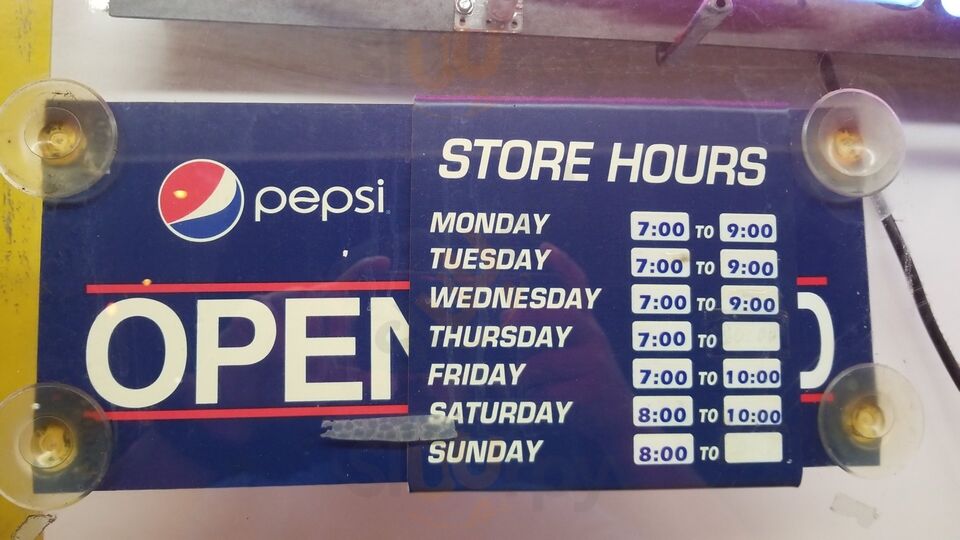 pepsi
OPEN
STORE HOURS
MONDAY 7:00 TO 9:00
TUESDAY 7:00 TO 9:00
WEDNESDAY 7:00 TO 9:00
THURSDAY 7:00 TO
FRIDAY 7:00 TO 10:00
SATURDAY 8:00 TO 10:00
SUNDAY 8:00 TO